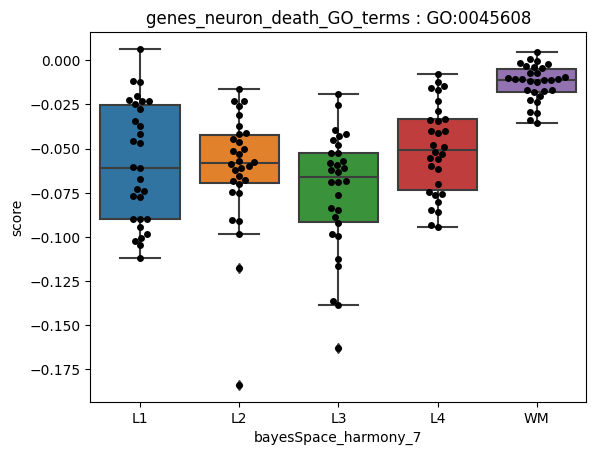 genes_neuron_death_GO_terms : GO:0045608
0.000
−0.025
−0.050
−0.075
−0.100
−0.125
−0.150
−0.175
score
L1 L2 L3 L4 WM
bayesSpace_harmony_7